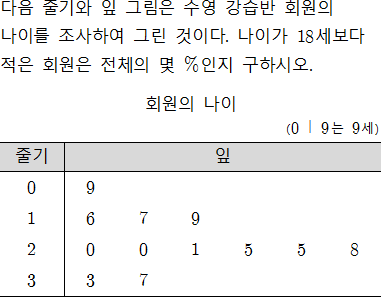 다음 줄기와 잎 그림은 수영 강습반 회원의
나이를 조사하여 그린 것이다. 나이가 18세보다
적은 회원은 전체의 몇 %인지 구하시오.
회원의 나이
(0 | 9는 9세)
줄기 잎
0 9
1 6 7 9
2 0 0 1 5 5 8
3 3 7